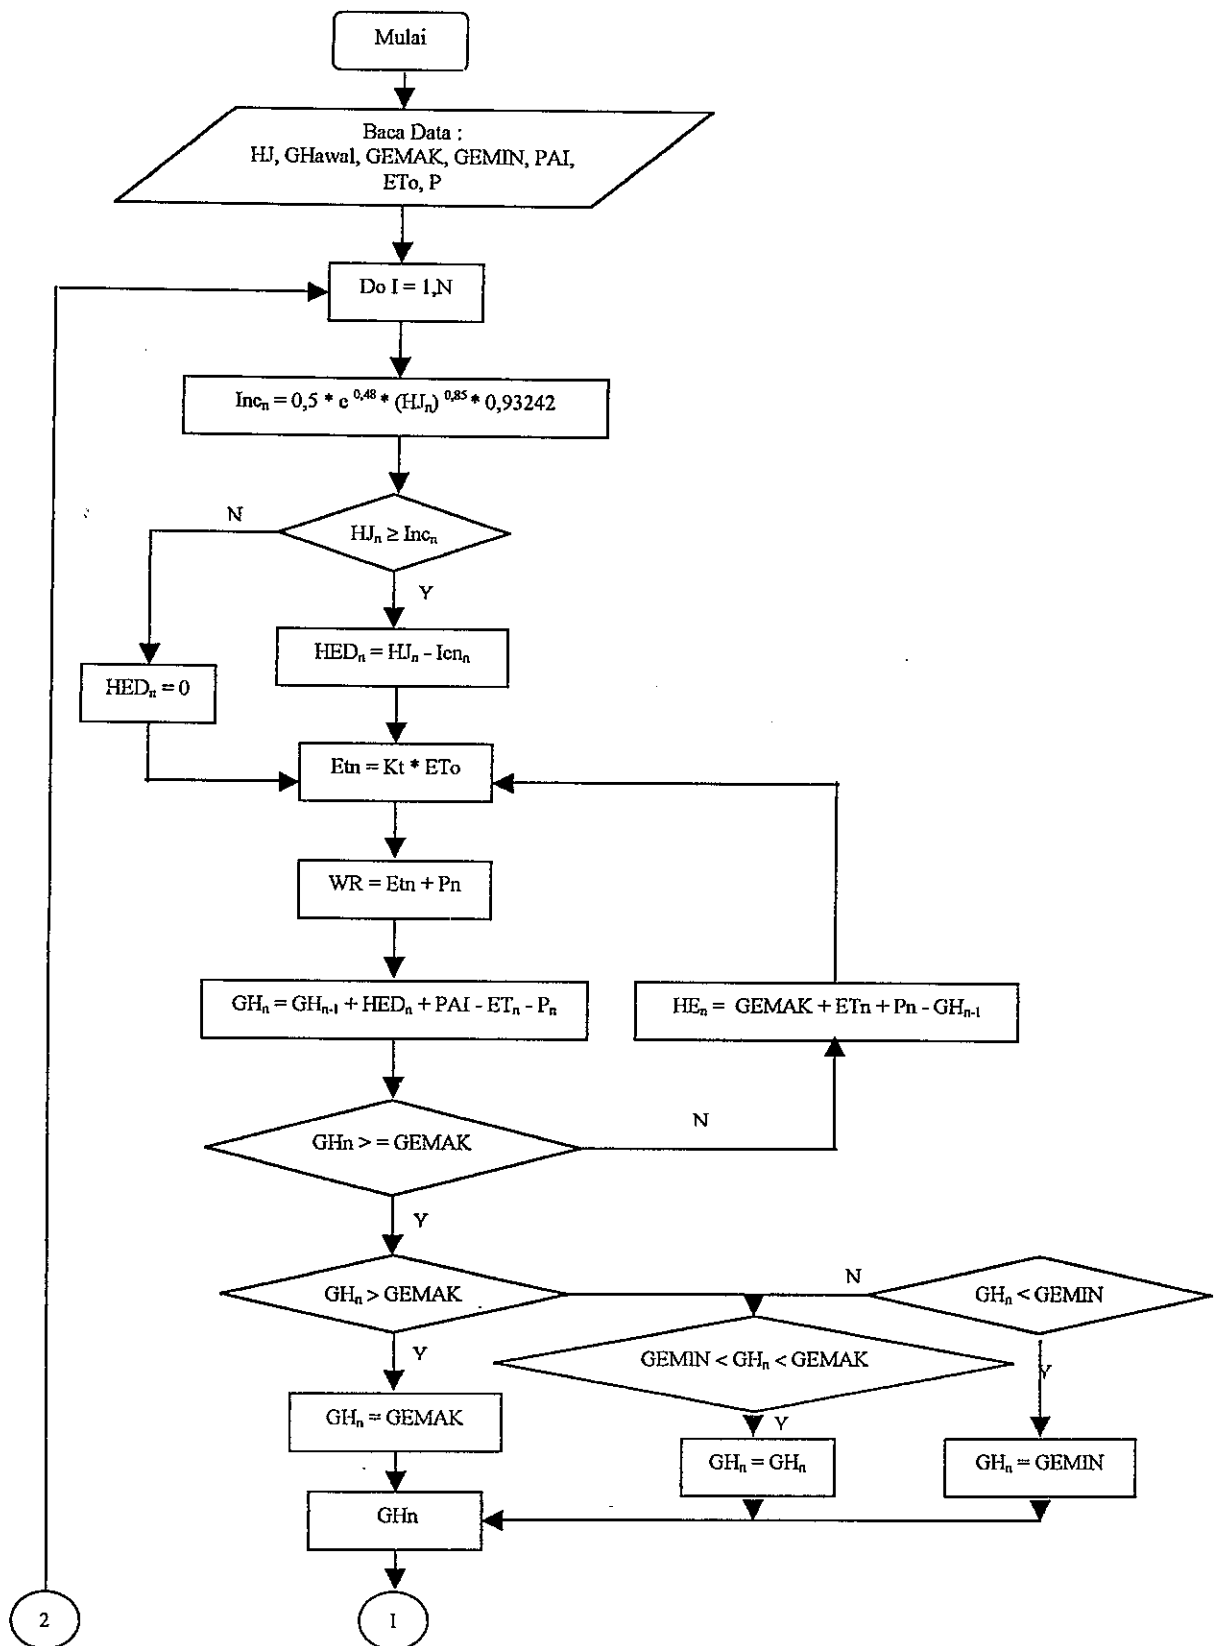 Mulai
Baca Data :
HJ, GHawal, GEMAK, GEMIN, PAI,
ETo, P
Do I = 1,N
Incₙ = 0,5 * e ^0,48 * (HJₙ) ^0,85 * 0,93242
N
HJₙ ≥ Incₙ
Y
HEDₙ = HJₙ - Icnₙ
HEDₙ = 0
Etn = Kt * ETo
WR = Etn + Pn
GHₙ = GHₙ₋₁ + HEDₙ + PAI - ETₙ - Pₙ
HEₙ = GEMAK + ETn + Pn - GHₙ₋₁
N
GHn > = GEMAK
Y
N
GHₙ > GEMAK
GHₙ < GEMIN
Y
GEMIN < GHₙ < GEMAK
Y
GHₙ = GEMAK
Y
GHₙ = GHₙ
GHₙ = GEMIN
GHn
2
1